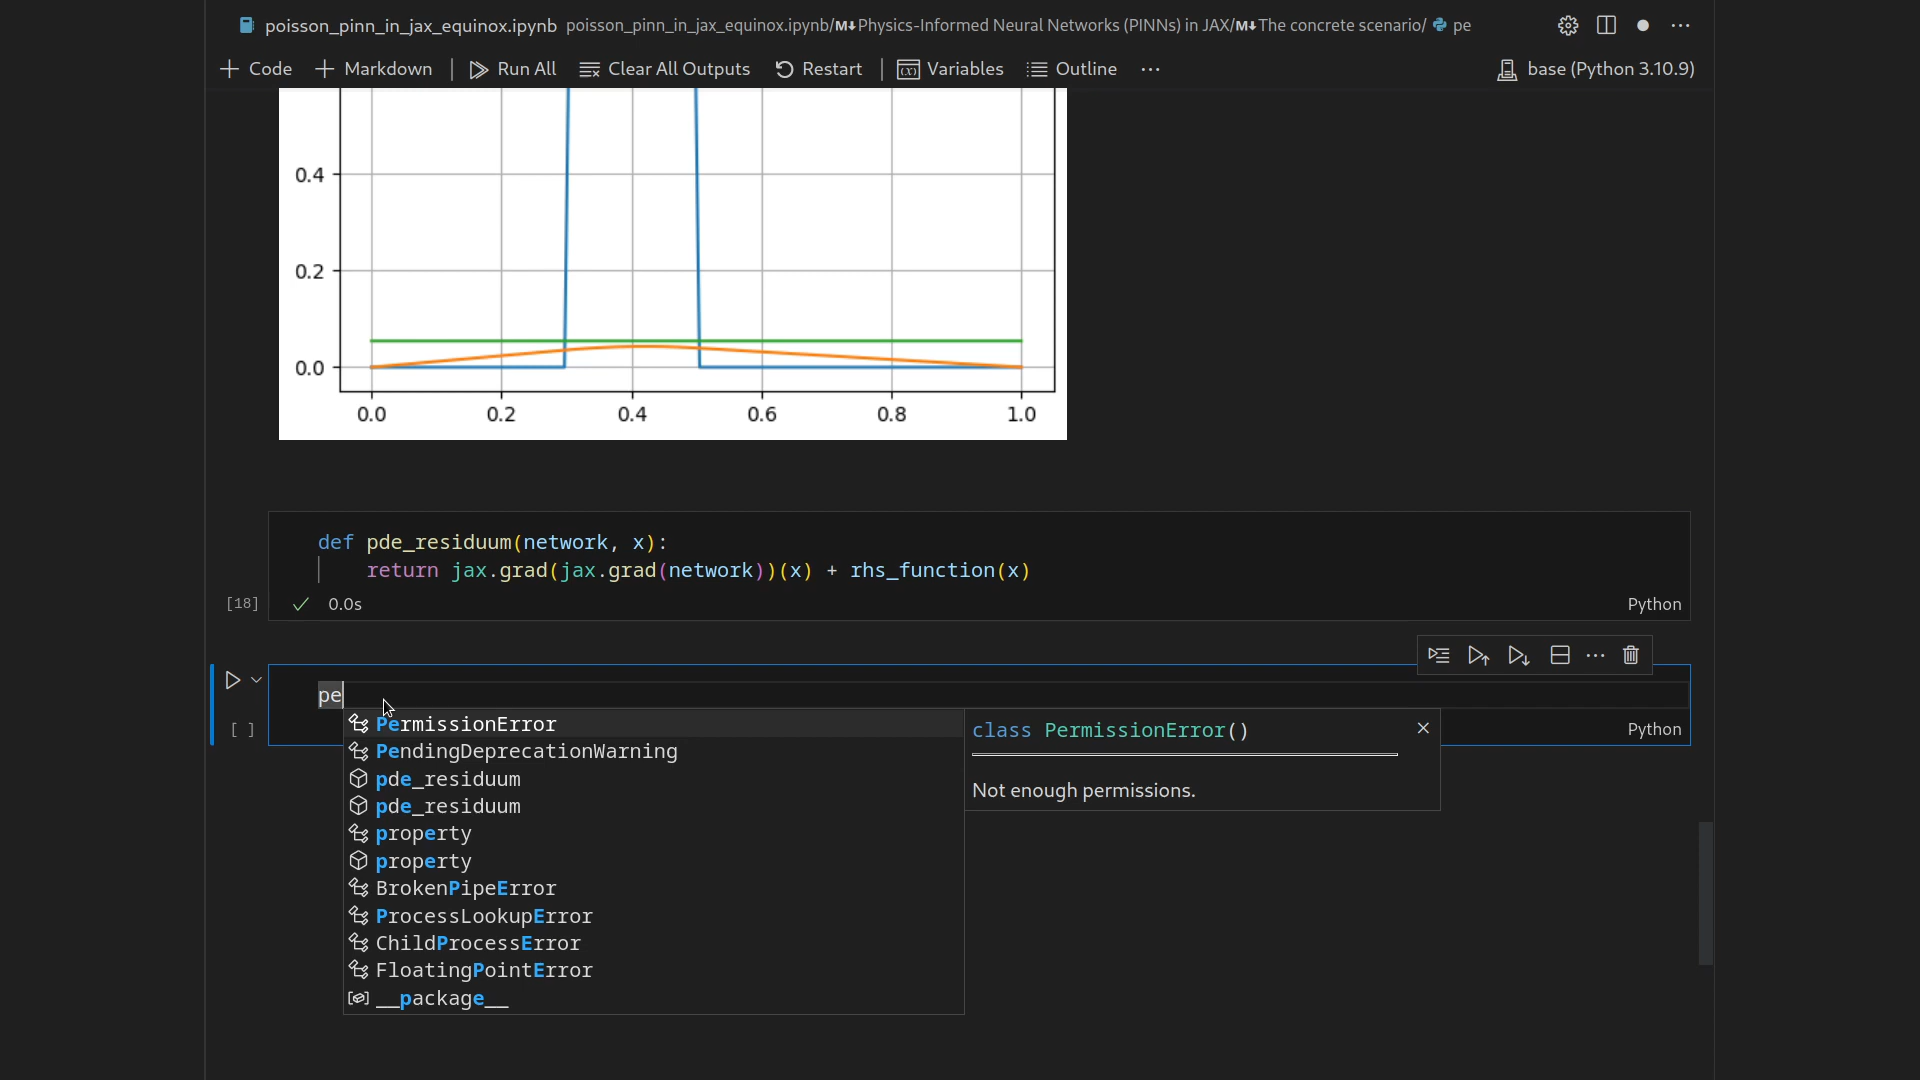 poisson_pinn_in_jax_equinox.ipynb poisson_pinn_in_jax_equinox.ipynb/M↓Physics-Informed Neural Networks (PINNs) in JAX/M↓The concrete scenario/ pe
Code Markdown Run All Clear All Outputs Restart (x) Variables Outline ··· base (Python 3.10.9)
0.4
0.2
0.0
0.0 0.2 0.4 0.6 0.8 1.0
def pde_residuum(network, x):
return jax.grad(jax.grad(network))(x) + rhs_function(x)
[18] 0.0s Python
pe
[ ] Python
PermissionError
PendingDeprecationWarning
pde_residuum
pde_residuum
property
property
BrokenPipeError
ProcessLookupError
ChildProcessError
FloatingPointError
__package__
class PermissionError()
Not enough permissions.